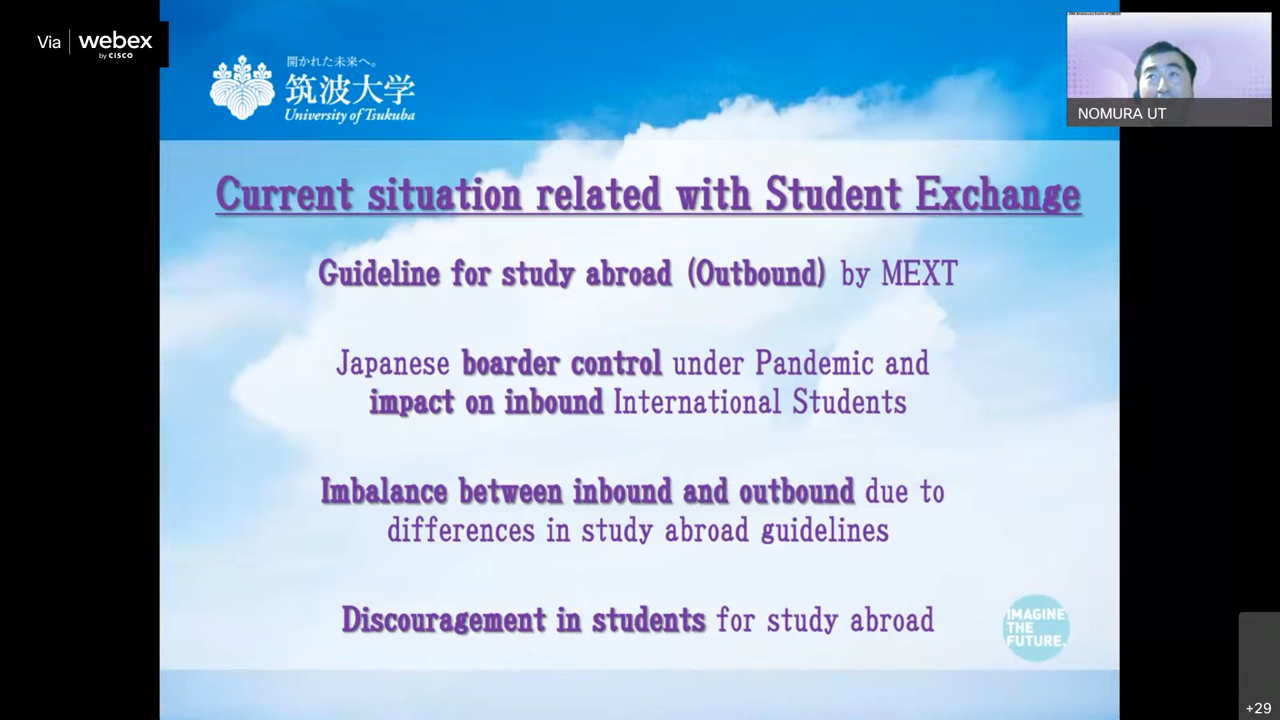 Via webex
by CISCO
開かれた未来へ。
筑波大学
University of Tsukuba
NOMURA UT
Current situation related with Student Exchange
Guideline for study abroad (Outbound) by MEXT
Japanese boarder control under Pandemic and
impact on inbound International Students
Imbalance between inbound and outbound due to
differences in study abroad guidelines
Discouragement in students for study abroad
IMAGINE
THE
FUTURE.
+29